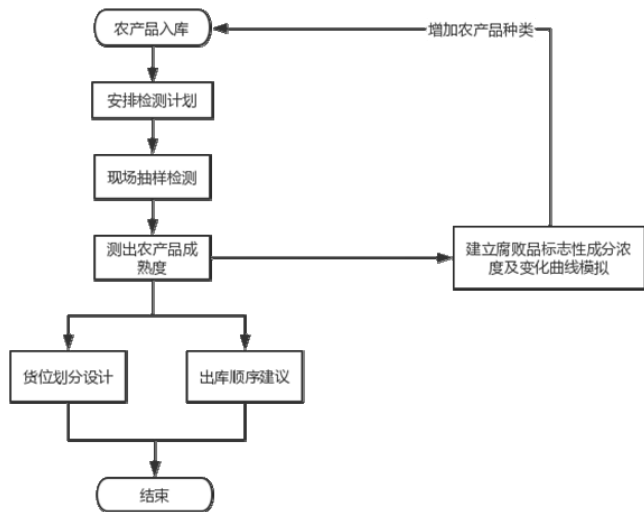 农产品入库
增加农产品种类
安排检测计划
现场抽样检测
测出农产品成
熟度
建立腐败品标志性成分浓
度及变化曲线模拟
货位划分设计
出库顺序建议
结束